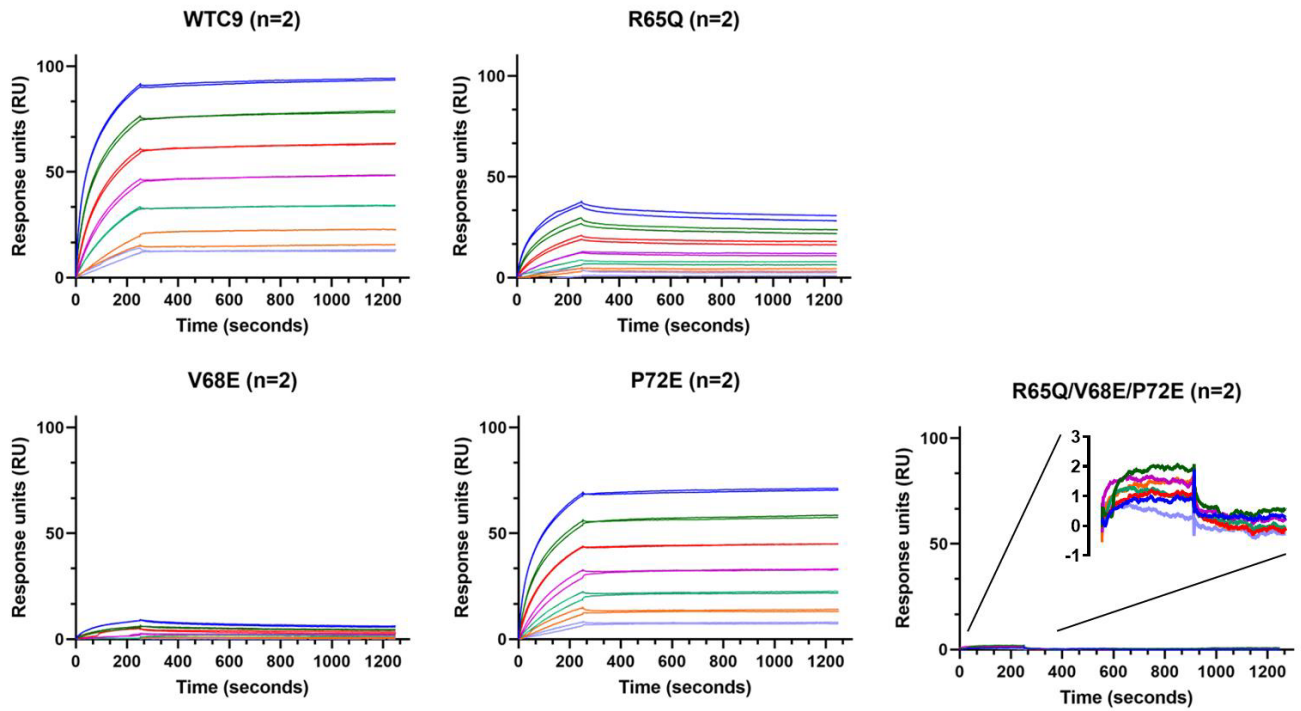 WTC9 (n=2)
Response units (RU)
100
50
0
0 200 400 600 800 1000 1200
Time (seconds)
R65Q (n=2)
Response units (RU)
100
50
0
0 200 400 600 800 1000 1200
Time (seconds)
V68E (n=2)
Response units (RU)
100
50
0
0 200 400 600 800 1000 1200
Time (seconds)
P72E (n=2)
Response units (RU)
100
50
0
0 200 400 600 800 1000 1200
Time (seconds)
R65Q/V68E/P72E (n=2)
Response units (RU)
100
50
0
3
2
1
0
-1
0 200 400 600 800 1000 1200
Time (seconds)